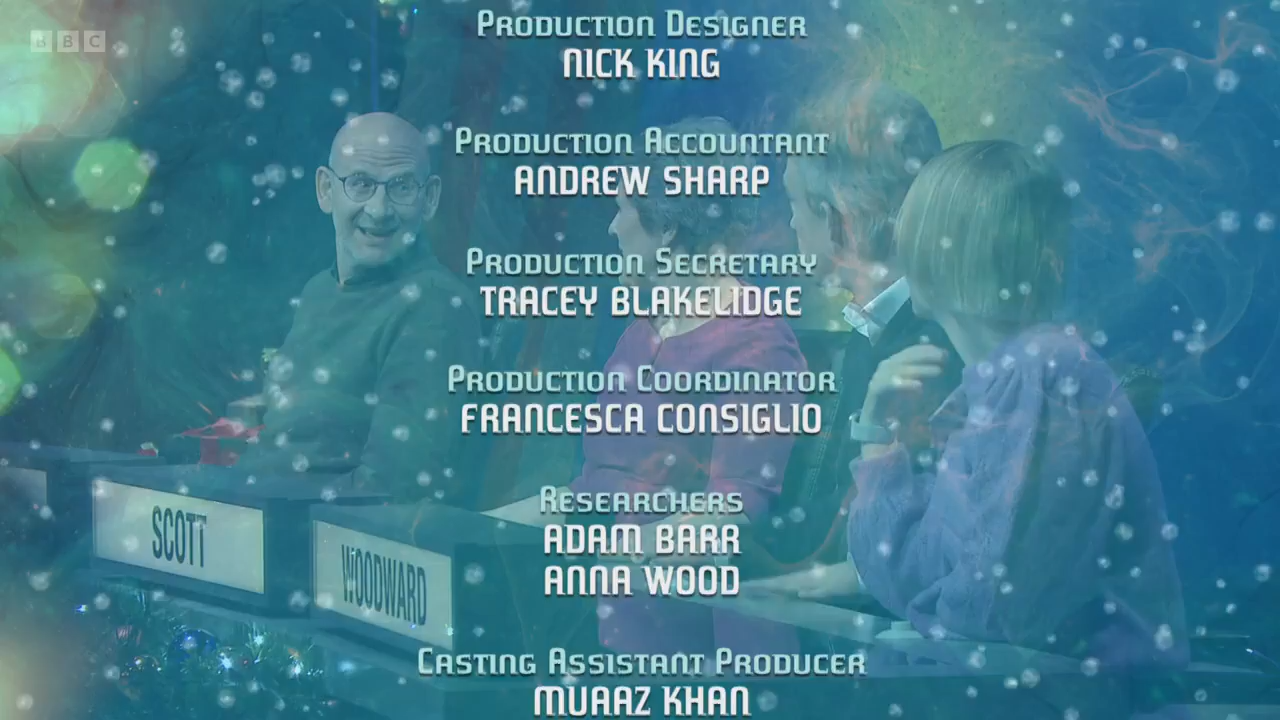 BBC
Production Designer
NICK KING
Production Accountant
ANDREW SHARP
Production Secretary
TRACEY BLAKELIDGE
Production Coordinator
FRANCESCA CONSIGLIO
Researchers
ADAM BARR
ANNA WOOD
Casting Assistant Producer
MUAAZ KHAN
SCOTT
WOODWARD